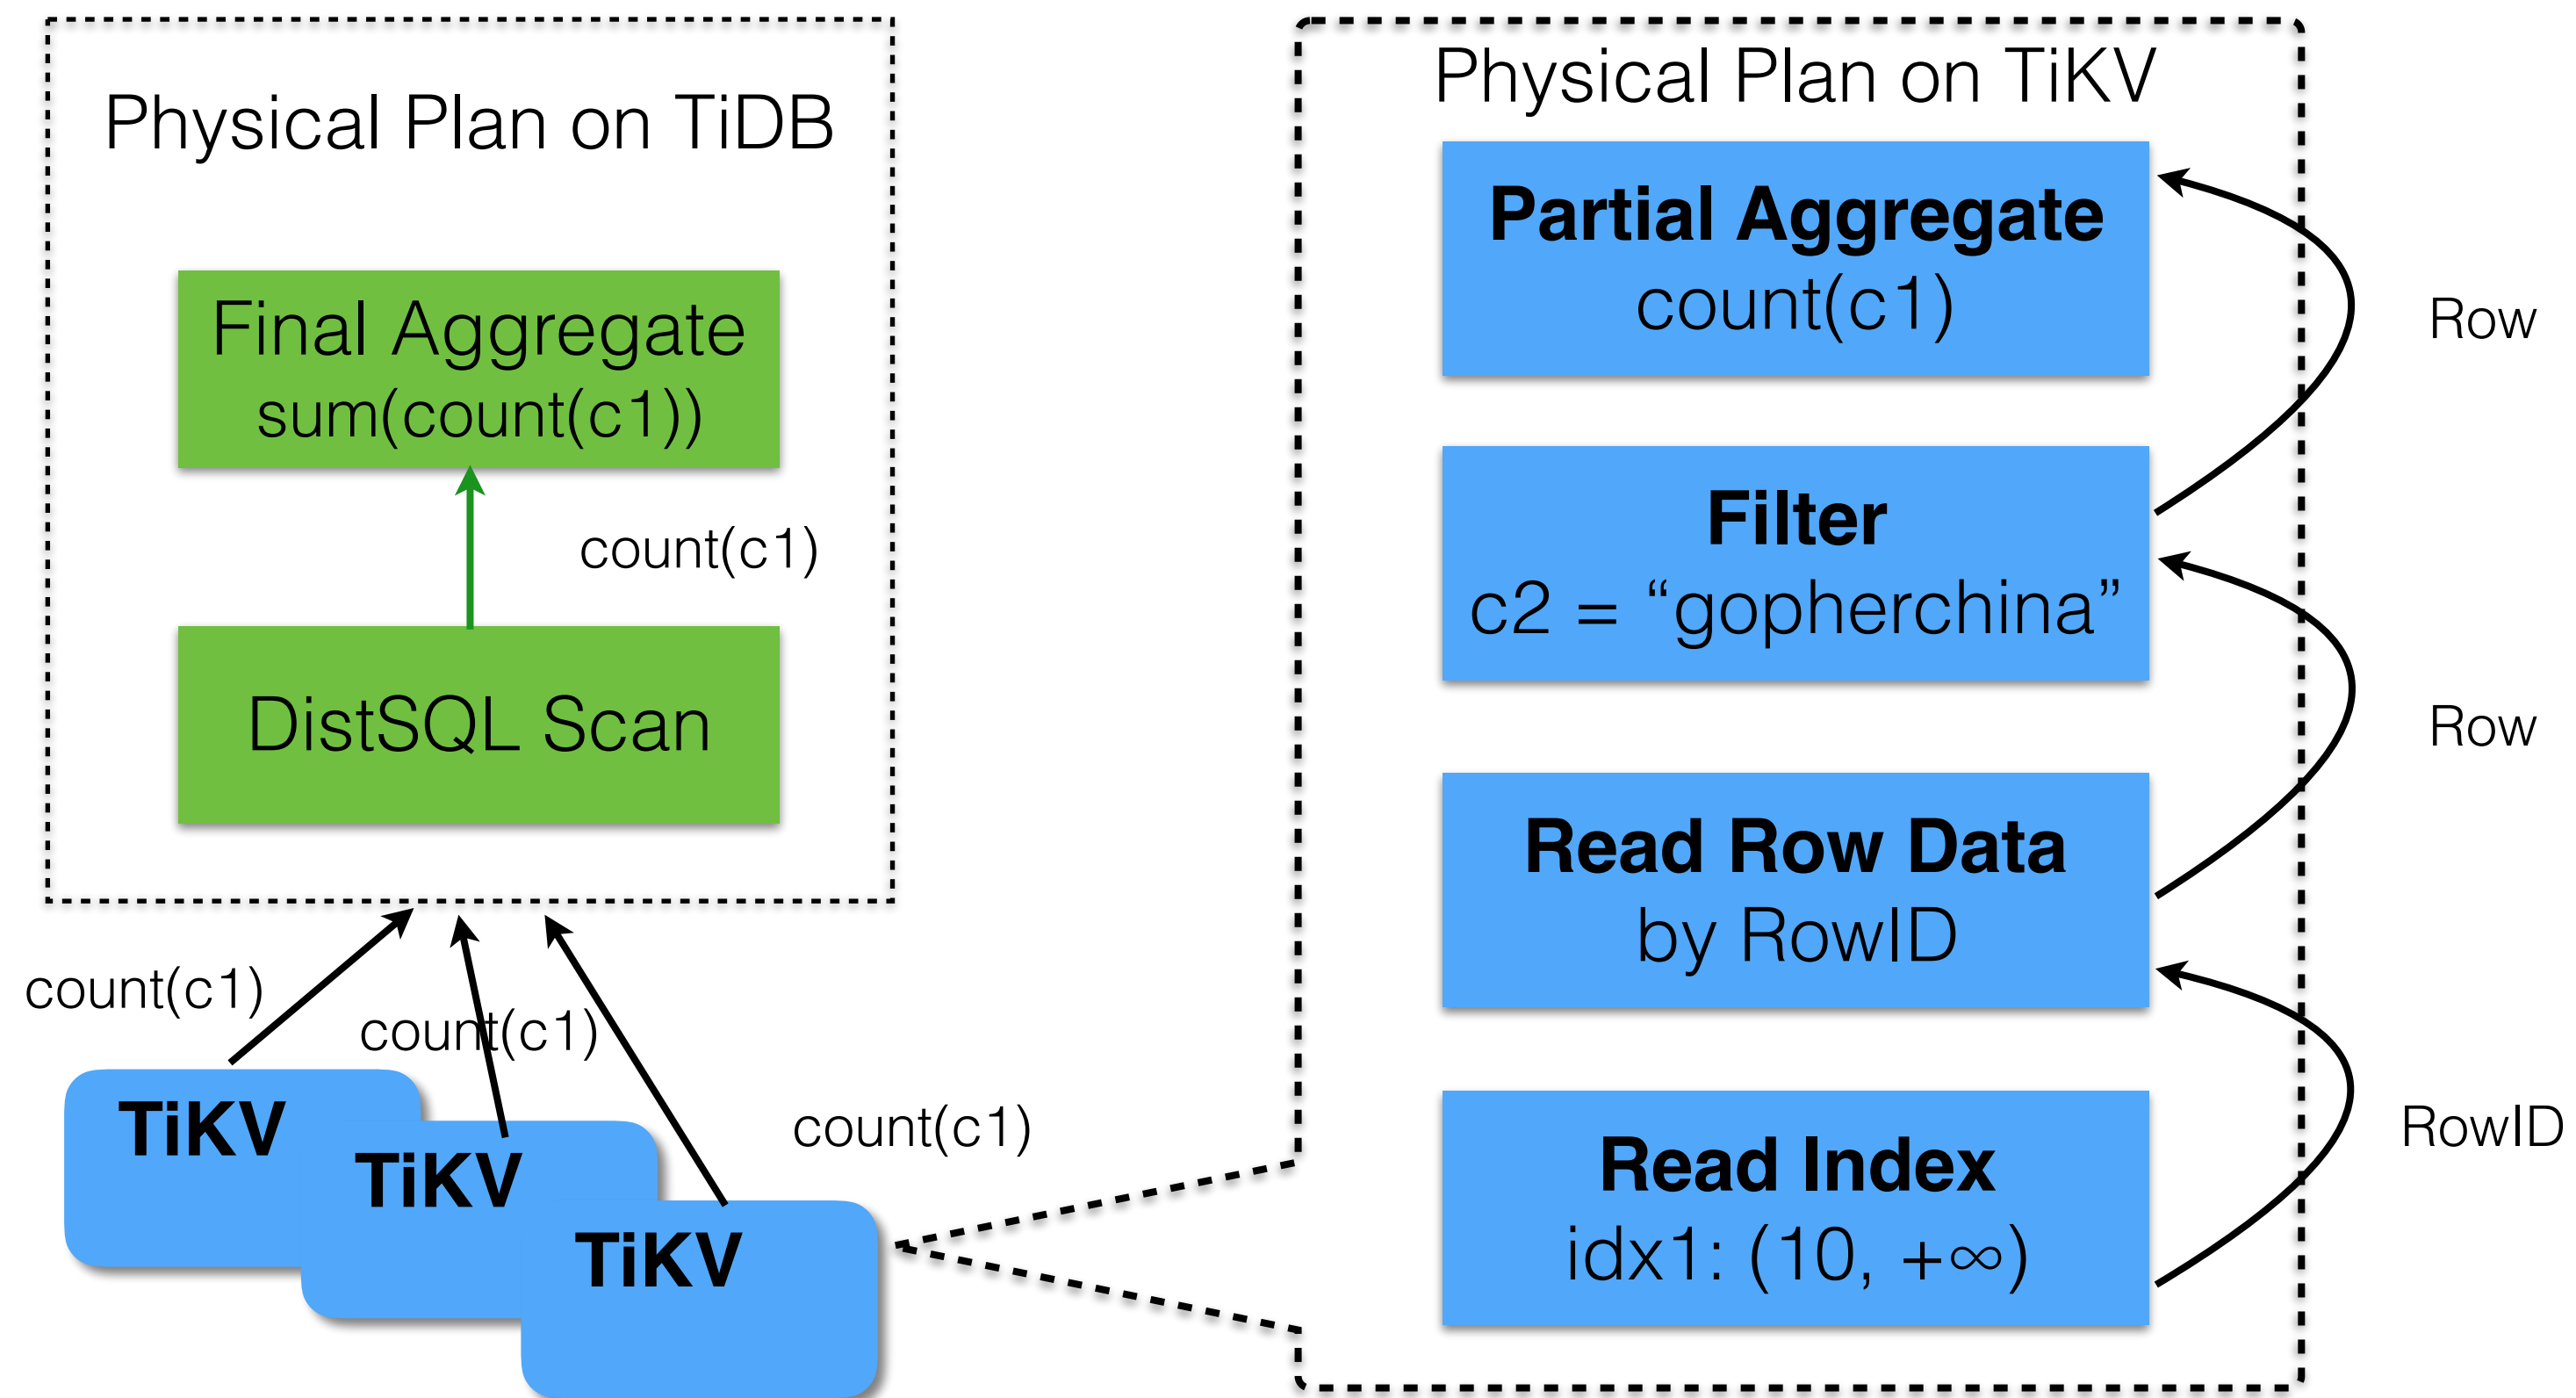 Physical Plan on TiDB
Final Aggregate
sum(count(c1))
count(c1)
DistSQL Scan
count(c1)
count(c1)
count(c1)
TiKV
TiKV
TiKV
Physical Plan on TiKV
Partial Aggregate
count(c1)
Row
Filter
c2 = “gopherchina”
Row
Read Row Data
by RowID
RowID
Read Index
idx1: (10, +∞)